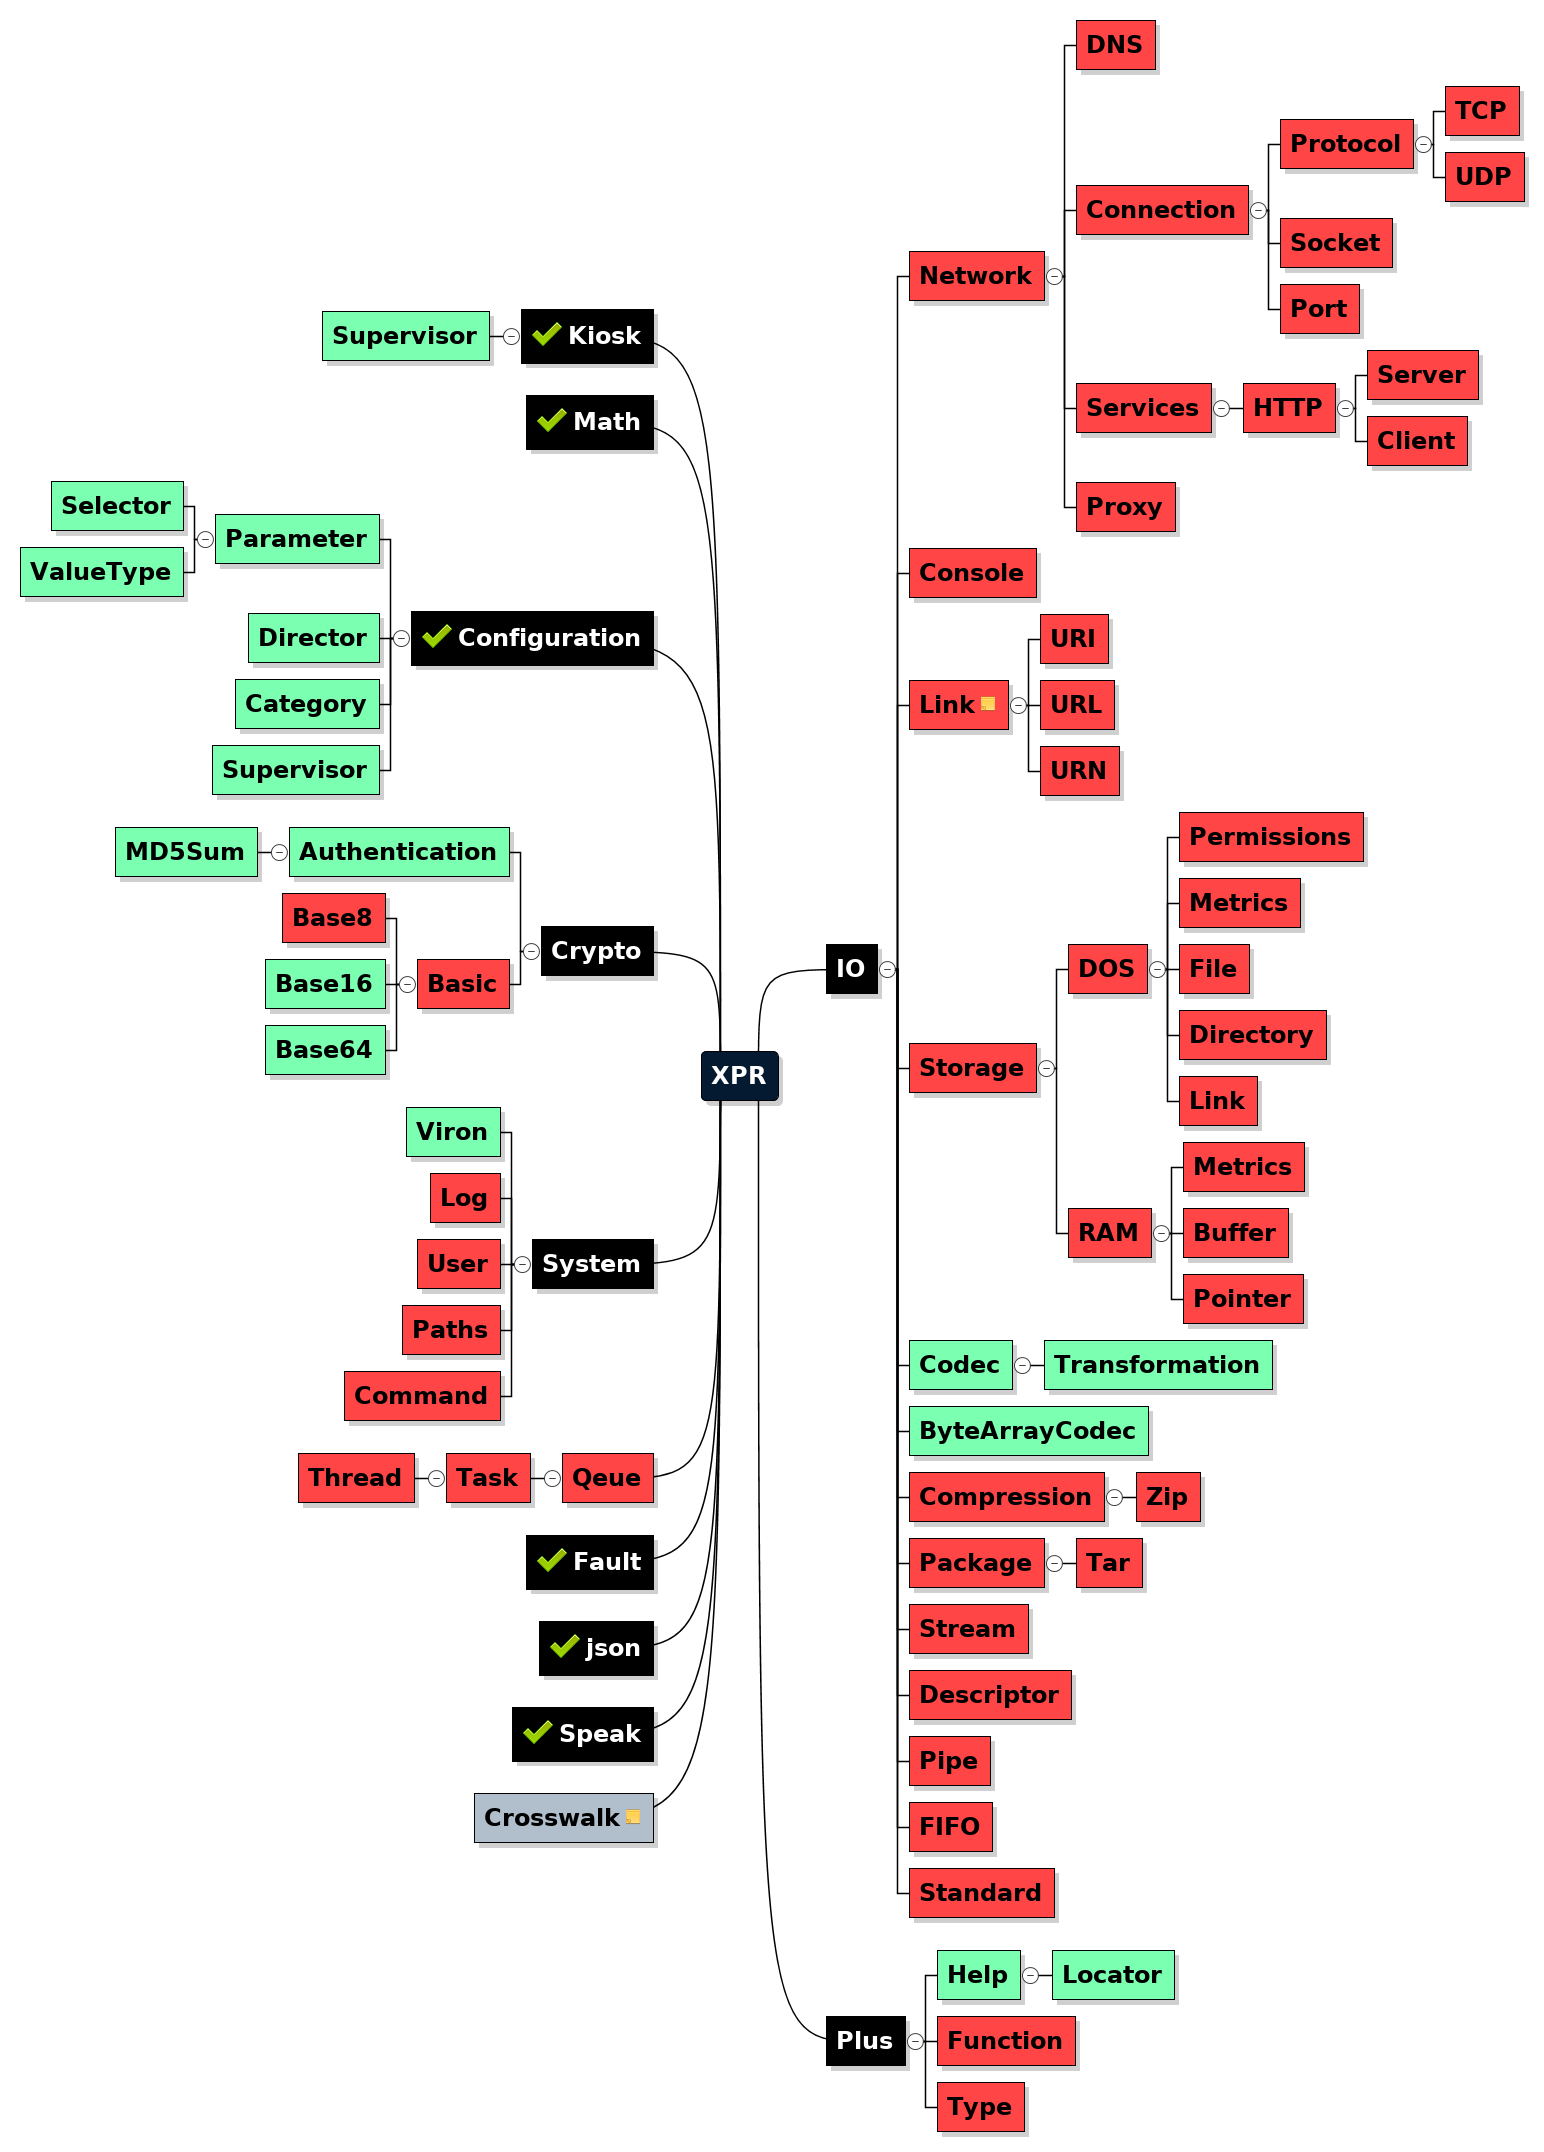 XPR
Kiosk
Supervisor
Math
Configuration
Parameter
Selector
ValueType
Director
Category
Supervisor
Crypto
Authentication
MD5Sum
Basic
Base8
Base16
Base64
System
Viron
Log
User
Paths
Command
Qeue
Task
Thread
Fault
json
Speak
Crosswalk
IO
Network
DNS
Connection
Protocol
TCP
UDP
Socket
Port
Services
HTTP
Server
Client
Proxy
Console
Link
URI
URL
URN
Storage
DOS
Permissions
Metrics
File
Directory
Link
RAM
Metrics
Buffer
Pointer
Codec
Transformation
ByteArrayCodec
Compression
Zip
Package
Tar
Stream
Descriptor
Pipe
FIFO
Standard
Plus
Help
Locator
Function
Type